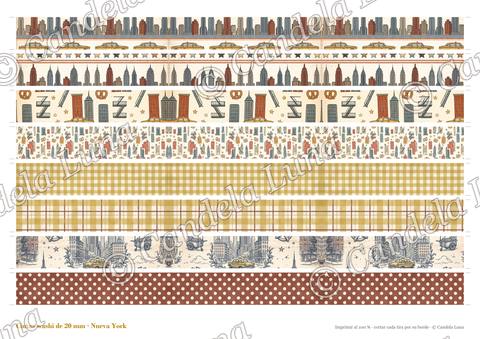 © Candela Luna
washi de 20 mm · Nueva York
Imprimir al 100 % · cortar cada tira por su borde · © Candela Luna